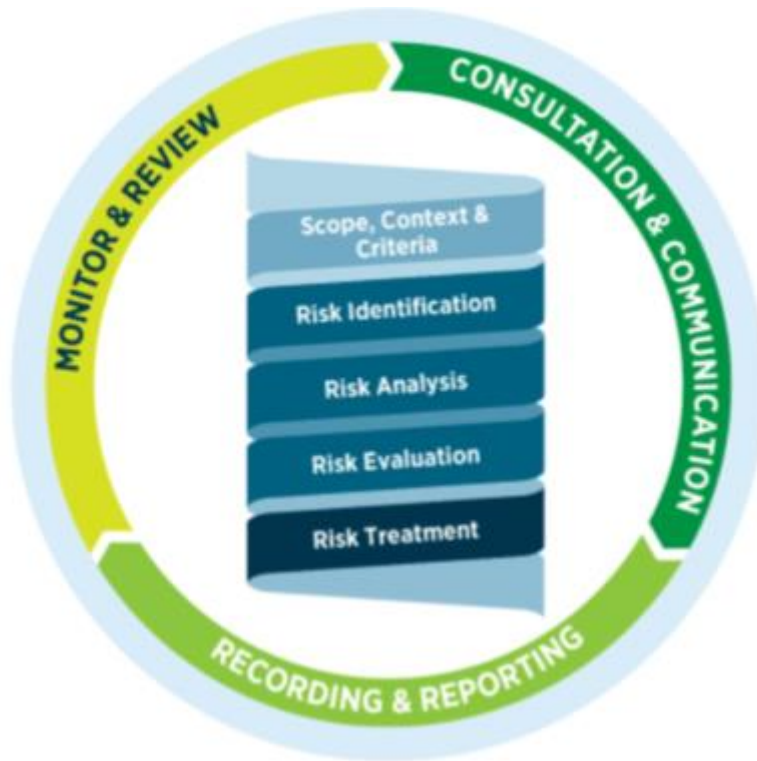 MONITOR & REVIEW
CONSULTATION & COMMUNICATION
Scope, Context &
Criteria
Risk Identification
Risk Analysis
Risk Evaluation
Risk Treatment
RECORDING & REPORTING